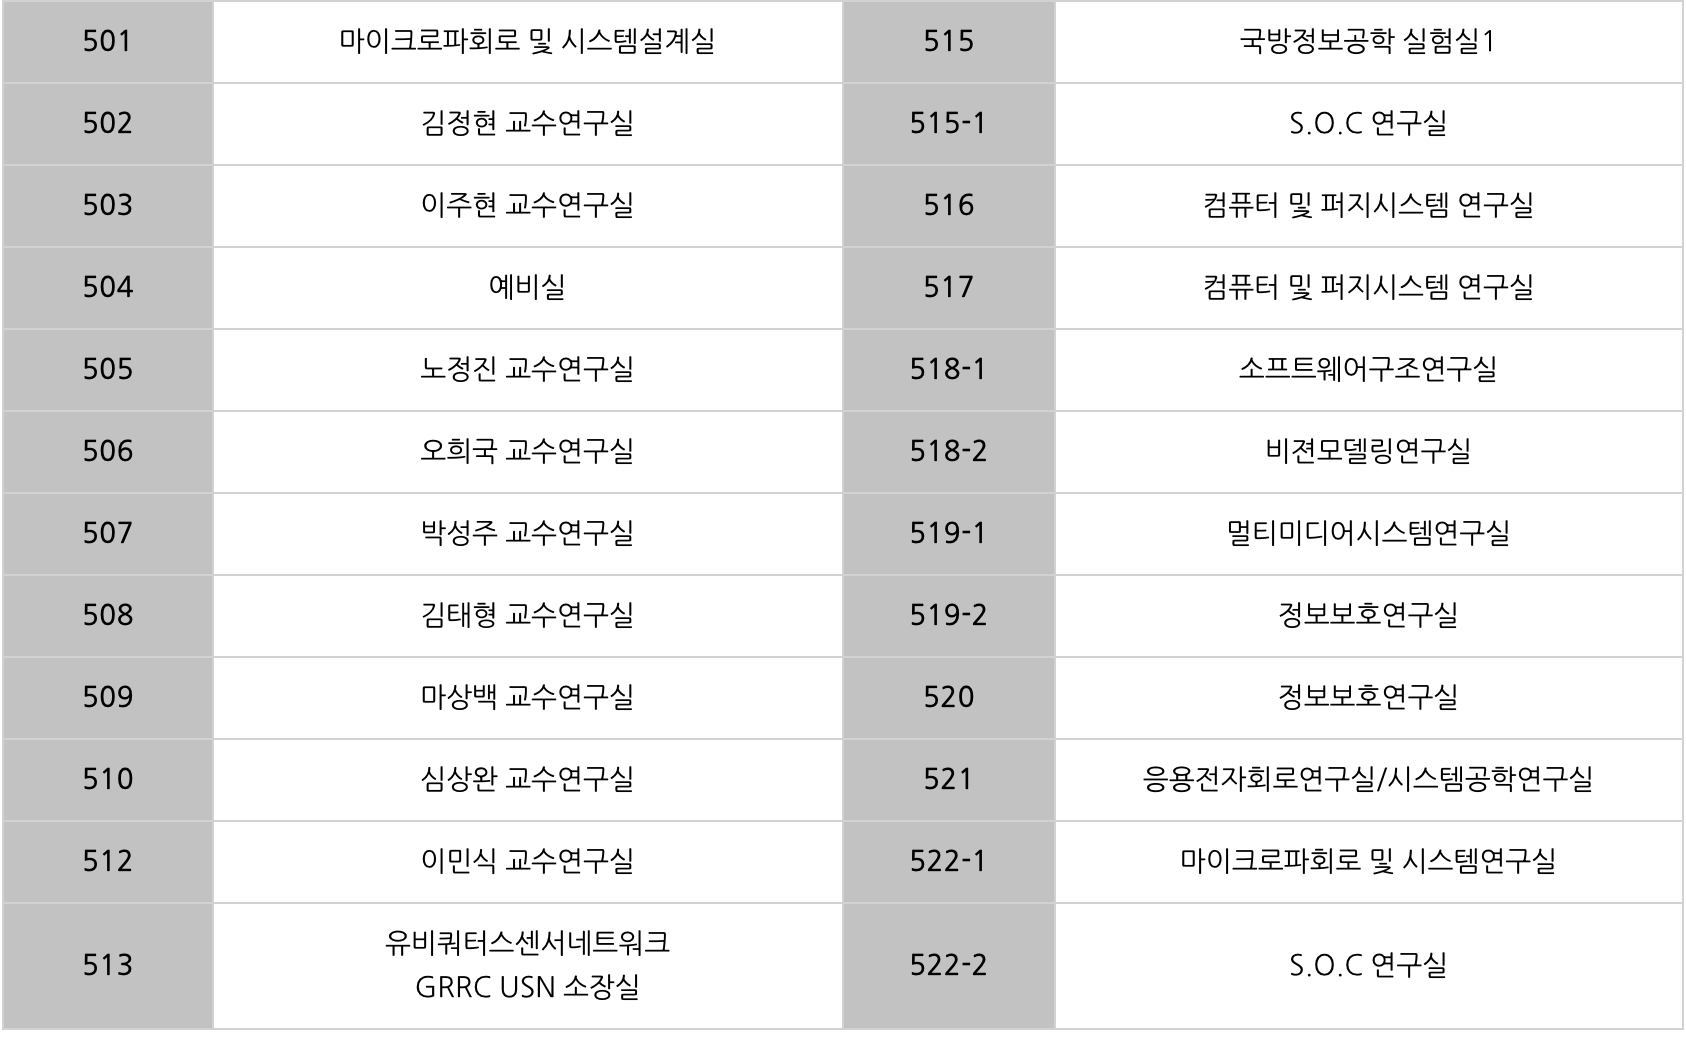 501 마이크로파회로 및 시스템설계실 515 국방정보공학 실험실1
502 김정현 교수연구실 515-1 S.O.C 연구실
503 이주현 교수연구실 516 컴퓨터 및 퍼지시스템 연구실
504 예비실 517 컴퓨터 및 퍼지시스템 연구실
505 노정진 교수연구실 518-1 소프트웨어구조연구실
506 오희국 교수연구실 518-2 비젼모델링연구실
507 박성주 교수연구실 519-1 멀티미디어시스템연구실
508 김태형 교수연구실 519-2 정보보호연구실
509 마상백 교수연구실 520 정보보호연구실
510 심상완 교수연구실 521 응용전자회로연구실/시스템공학연구실
512 이민식 교수연구실 522-1 마이크로파회로 및 시스템연구실
513 유비쿼터스센서네트워크
GRRC USN 소장실 522-2 S.O.C 연구실